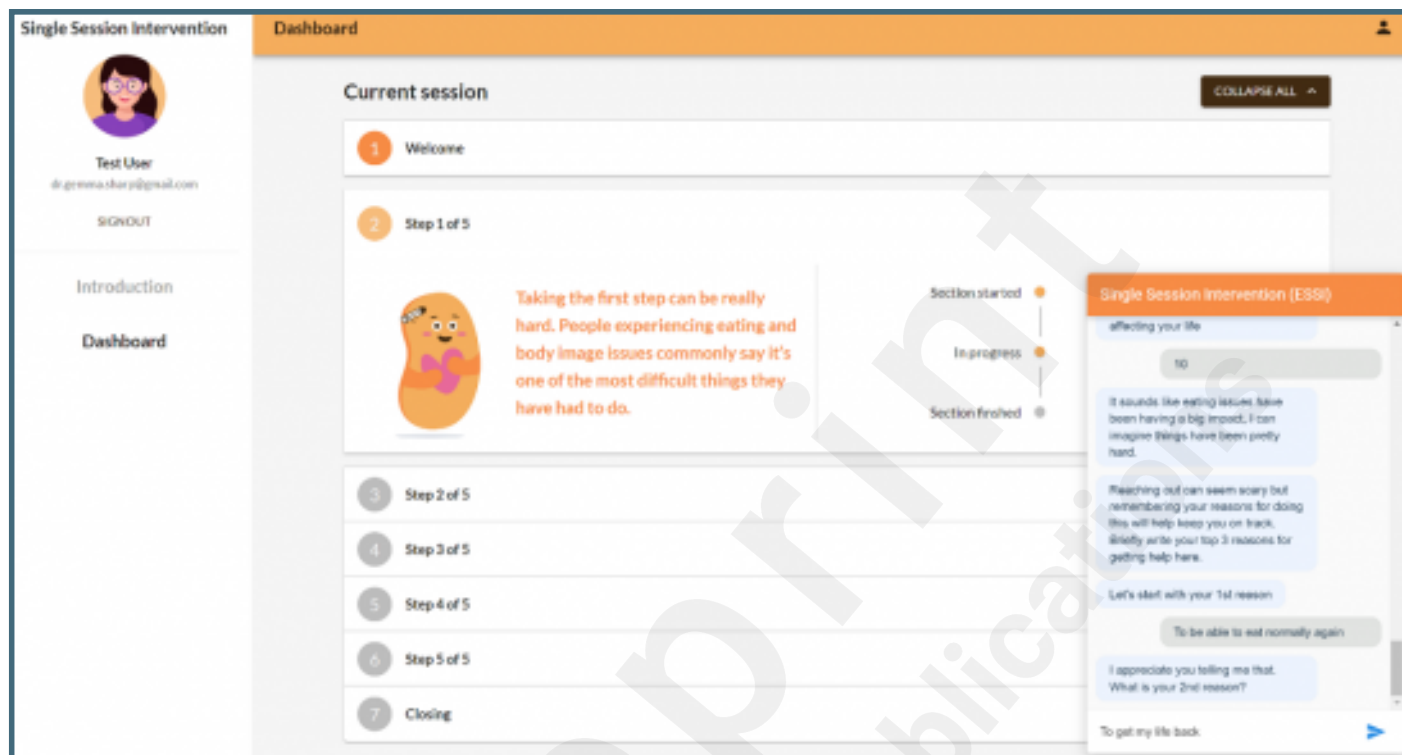 Single Session Intervention
Test User
dr.gemma.sharp@gmail.com
SIGNOUT
Introduction
Dashboard
Dashboard
Current session
COLLAPSE ALL
1 Welcome
2 Step 1 of 5
Taking the first step can be really
hard. People experiencing eating and
body image issues commonly say it's
one of the most difficult things they
have had to do.
Section started
In progress
Section finshed
3 Step 2 of 5
4 Step 3 of 5
5 Step 4 of 5
6 Step 5 of 5
7 Closing
Single Session Intervention (ESSI)
affecting your life
10
It sounds like eating issues have
been having a big impact. I can
imagine things have been pretty
hard.
Reaching out can seem scary but
remembering your reasons for doing
this will help keep you on track.
Briefly write your top 3 reasons for
getting help here.
Let's start with your 1st reason
To be able to eat normally again
I appreciate you telling me that.
What is your 2nd reason?
To get my life back
print
blications